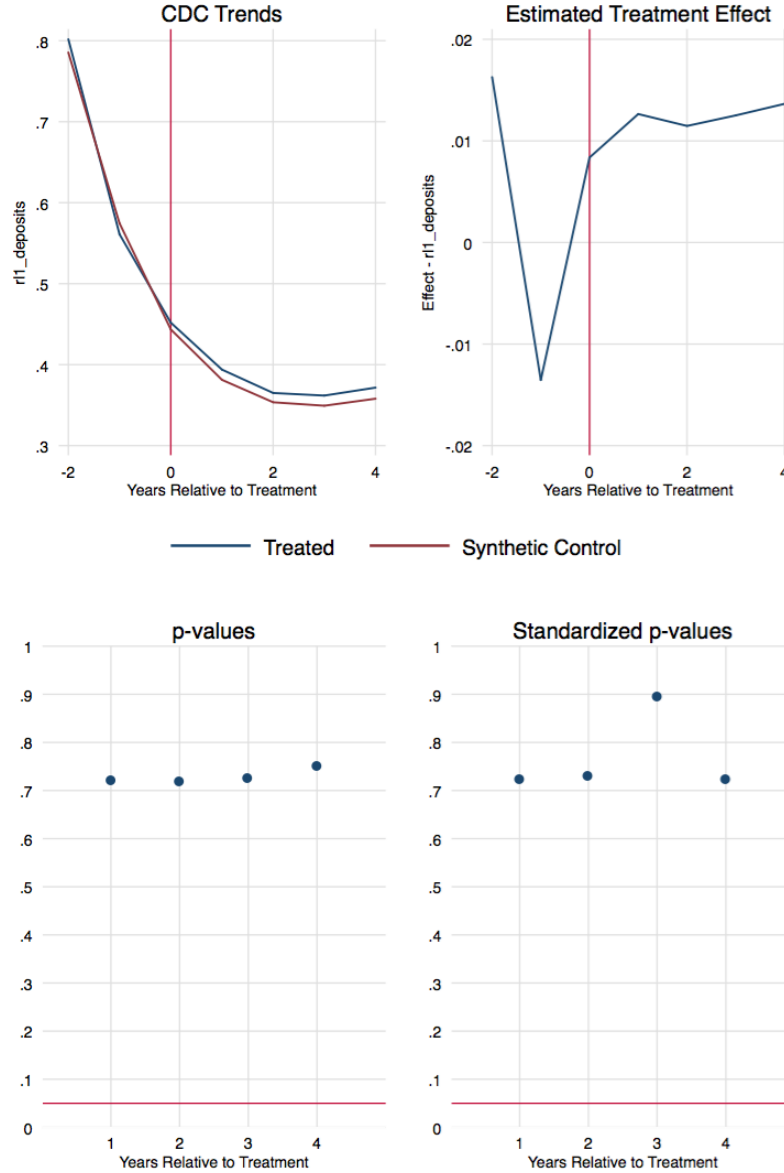 CDC Trends
.8
.7
.6
.5
.4
.3
rl1_deposits
-2 0 2 4
Years Relative to Treatment
Estimated Treatment Effect
.02
.01
0
-.01
-.02
Effect - rl1_deposits
-2 0 2 4
Years Relative to Treatment
Treated Synthetic Control
p-values
1
.9
.8
.7
.6
.5
.4
.3
.2
.1
0
1 2 3 4
Years Relative to Treatment
Standardized p-values
1
.9
.8
.7
.6
.5
.4
.3
.2
.1
0
1 2 3 4
Years Relative to Treatment